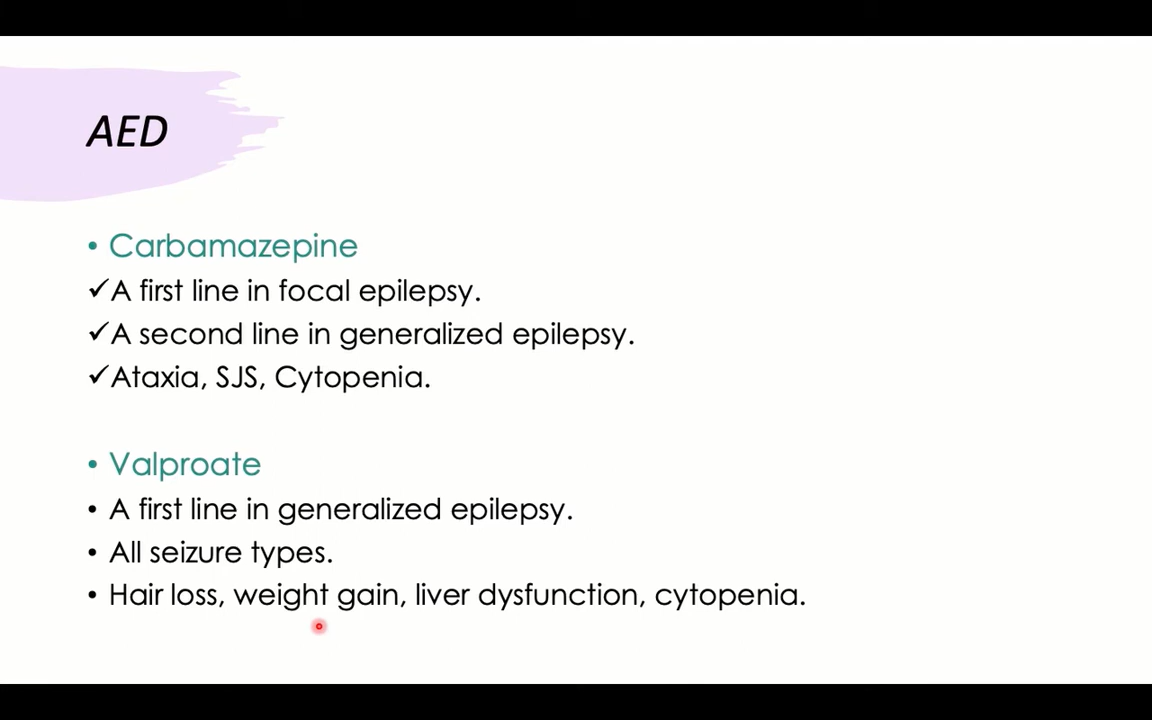 AED
• Carbamazepine
✓A first line in focal epilepsy.
✓A second line in generalized epilepsy.
✓Ataxia, SJS, Cytopenia.
• Valproate
• A first line in generalized epilepsy.
• All seizure types.
• Hair loss, weight gain, liver dysfunction, cytopenia.